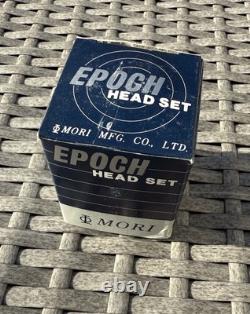 EPOCH
HEAD SET
MORI MFG. CO., LTD.
EPOCH
HEAD SET
MORI